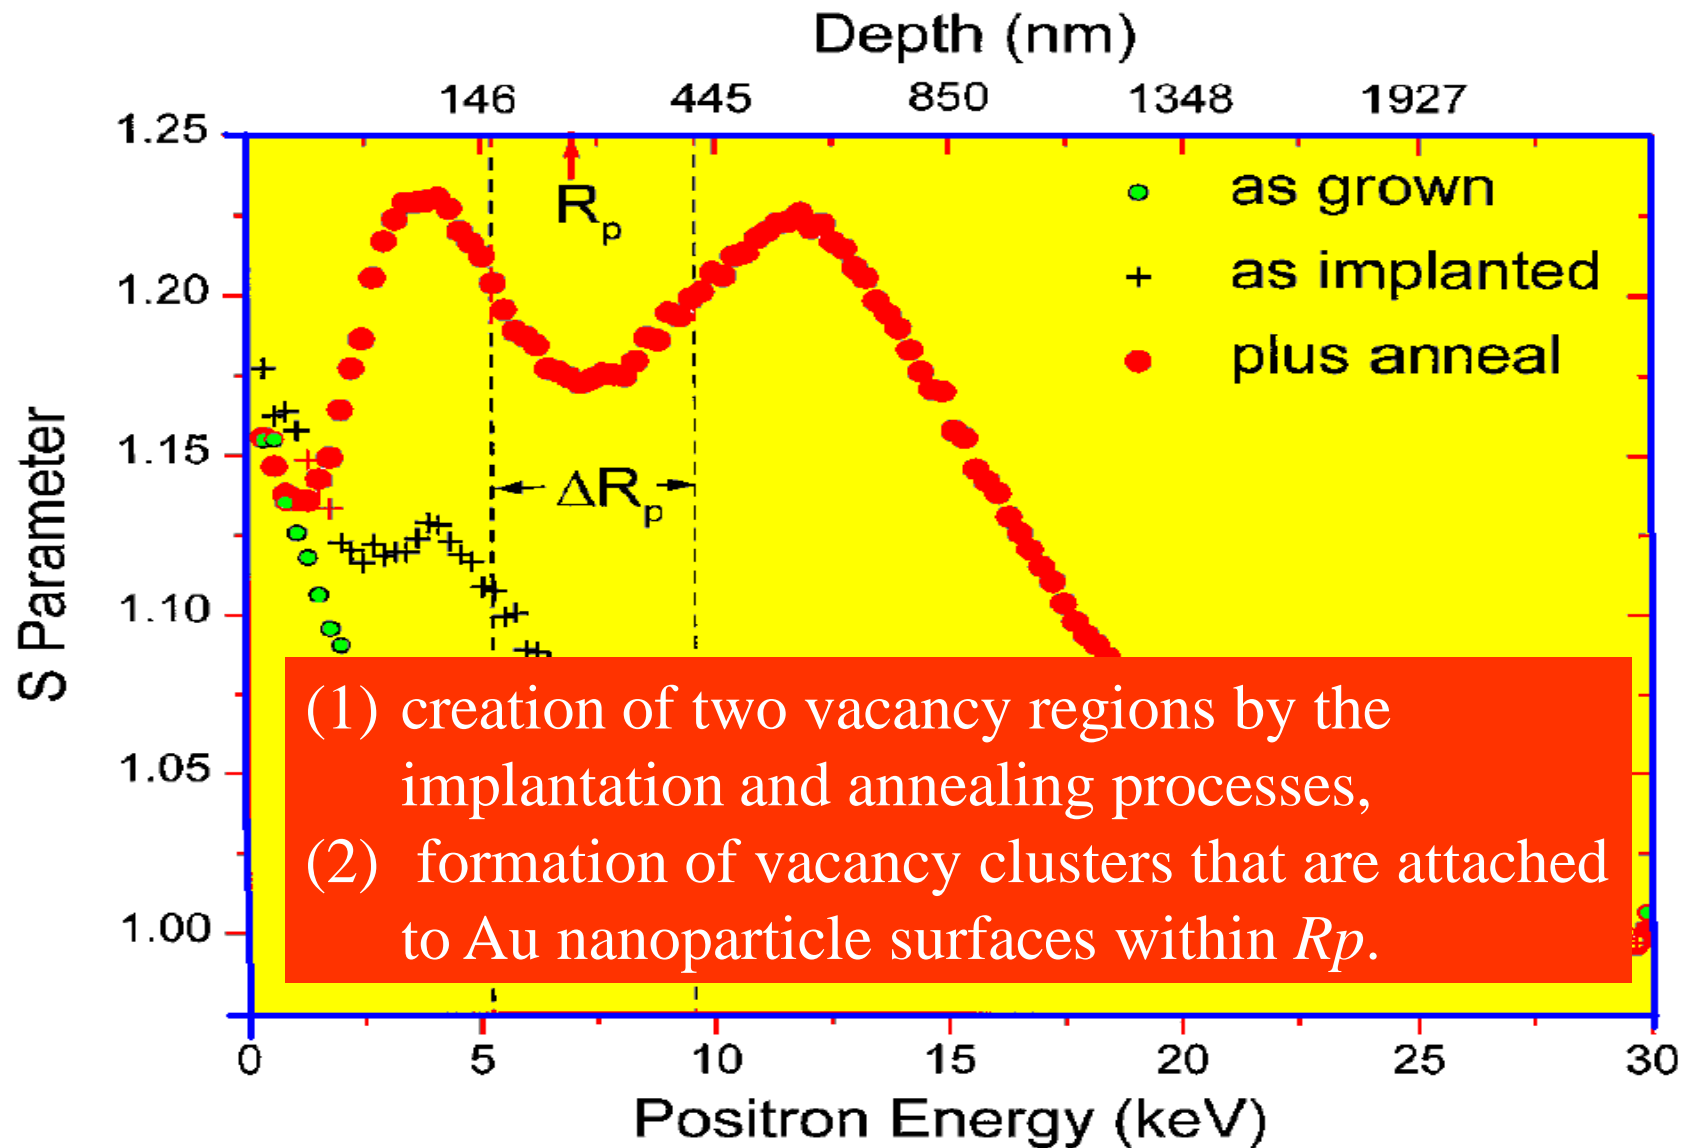 Depth (nm)
146 445 850 1348 1927
1.25
1.20
1.15
1.10
1.05
1.00
S Parameter
Rp
ΔRp
as grown
as implanted
plus anneal
(1) creation of two vacancy regions by the
implantation and annealing processes,
(2) formation of vacancy clusters that are attached
to Au nanoparticle surfaces within Rp.
0 5 10 15 20 25 30
Positron Energy (keV)